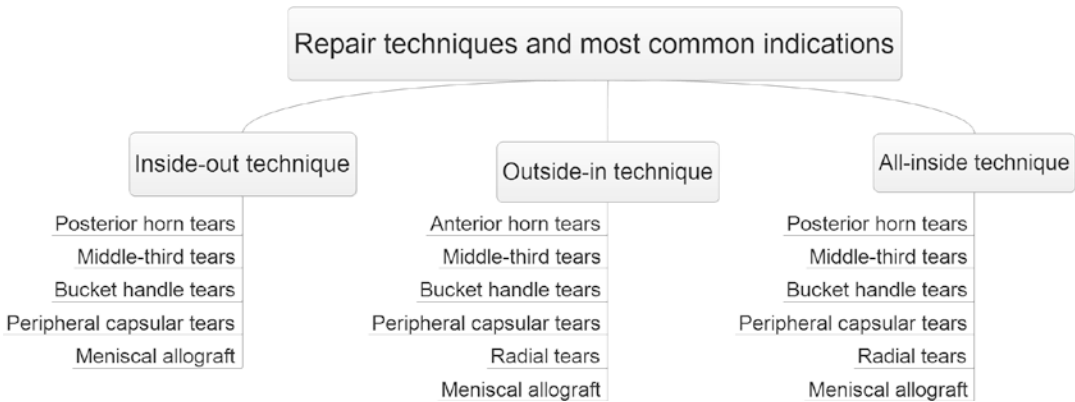 Repair techniques and most common indications
Inside-out technique
Posterior horn tears
Middle-third tears
Bucket handle tears
Peripheral capsular tears
Meniscal allograft
Outside-in technique
Anterior horn tears
Middle-third tears
Bucket handle tears
Peripheral capsular tears
Radial tears
Meniscal allograft
All-inside technique
Posterior horn tears
Middle-third tears
Bucket handle tears
Peripheral capsular tears
Radial tears
Meniscal allograft